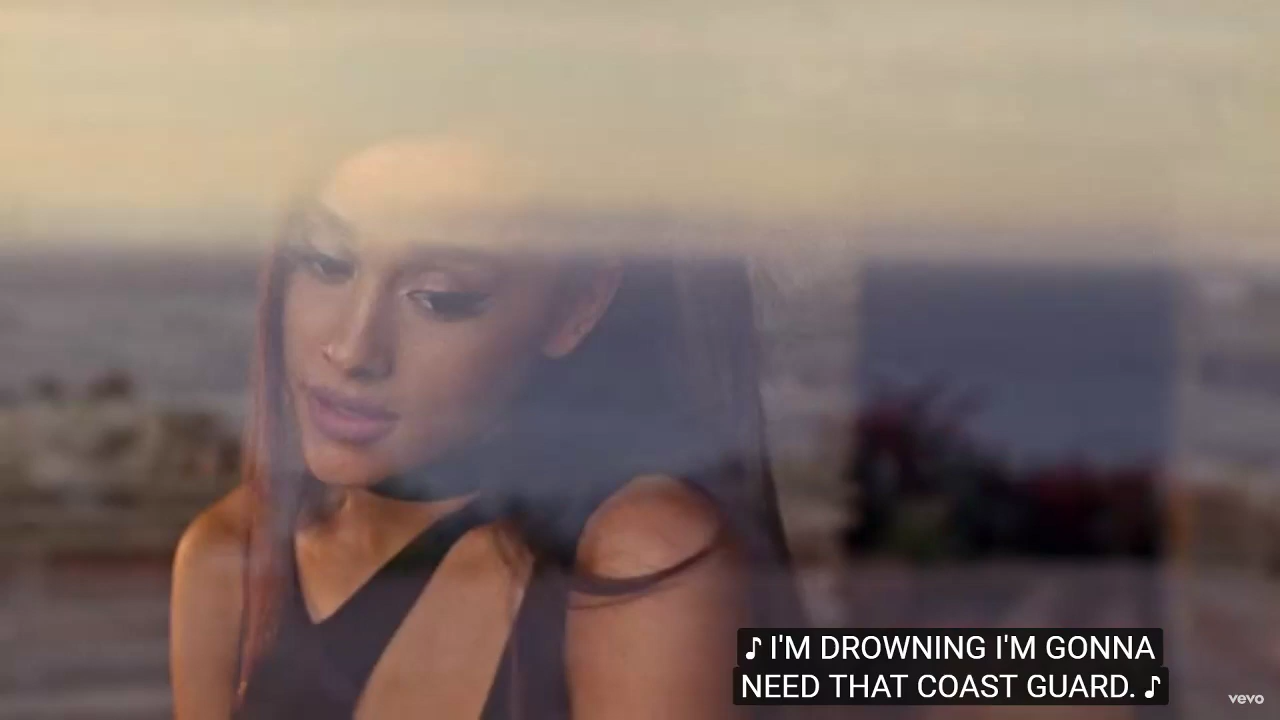 ♪ I'M DROWNING I'M GONNA
NEED THAT COAST GUARD. ♪
vevo